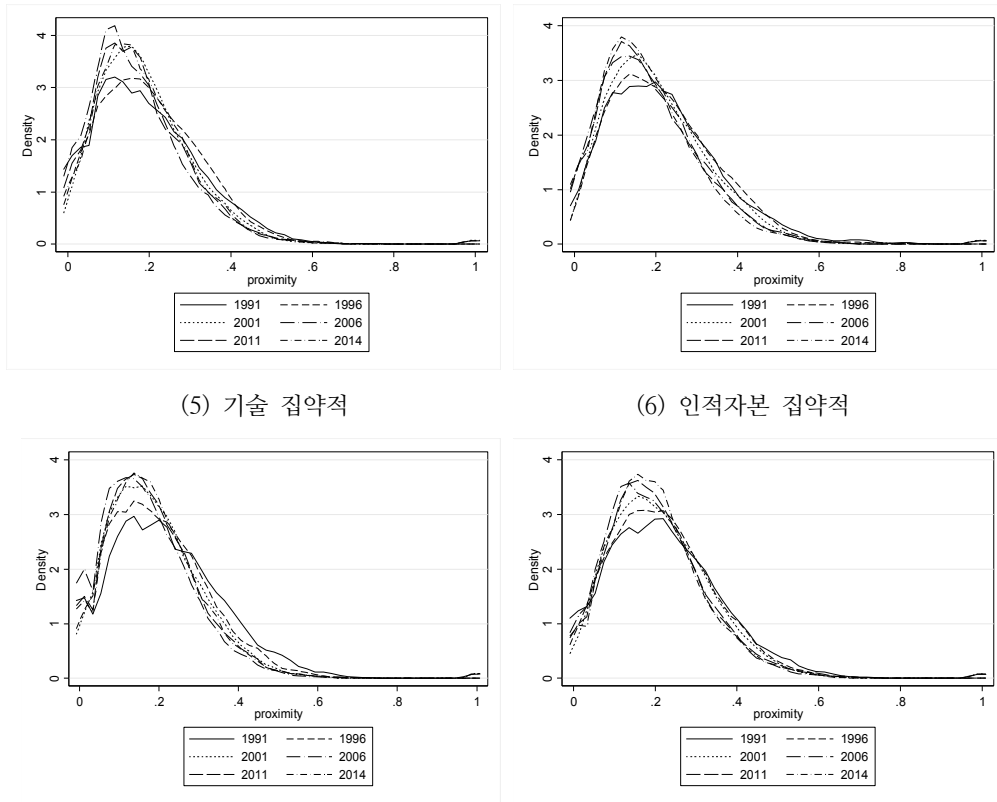 4
3
Density
2
1
0
0 .2 .4 .6 .8 1
proximity
1991 1996
2001 2006
2011 2014
4
3
Density
2
1
0
0 .2 .4 .6 .8 1
proximity
1991 1996
2001 2006
2011 2014
(5) 기술 집약적
(6) 인적자본 집약적
4
3
Density
2
1
0
0 .2 .4 .6 .8 1
proximity
1991 1996
2001 2006
2011 2014
4
3
Density
2
1
0
0 .2 .4 .6 .8 1
proximity
1991 1996
2001 2006
2011 2014